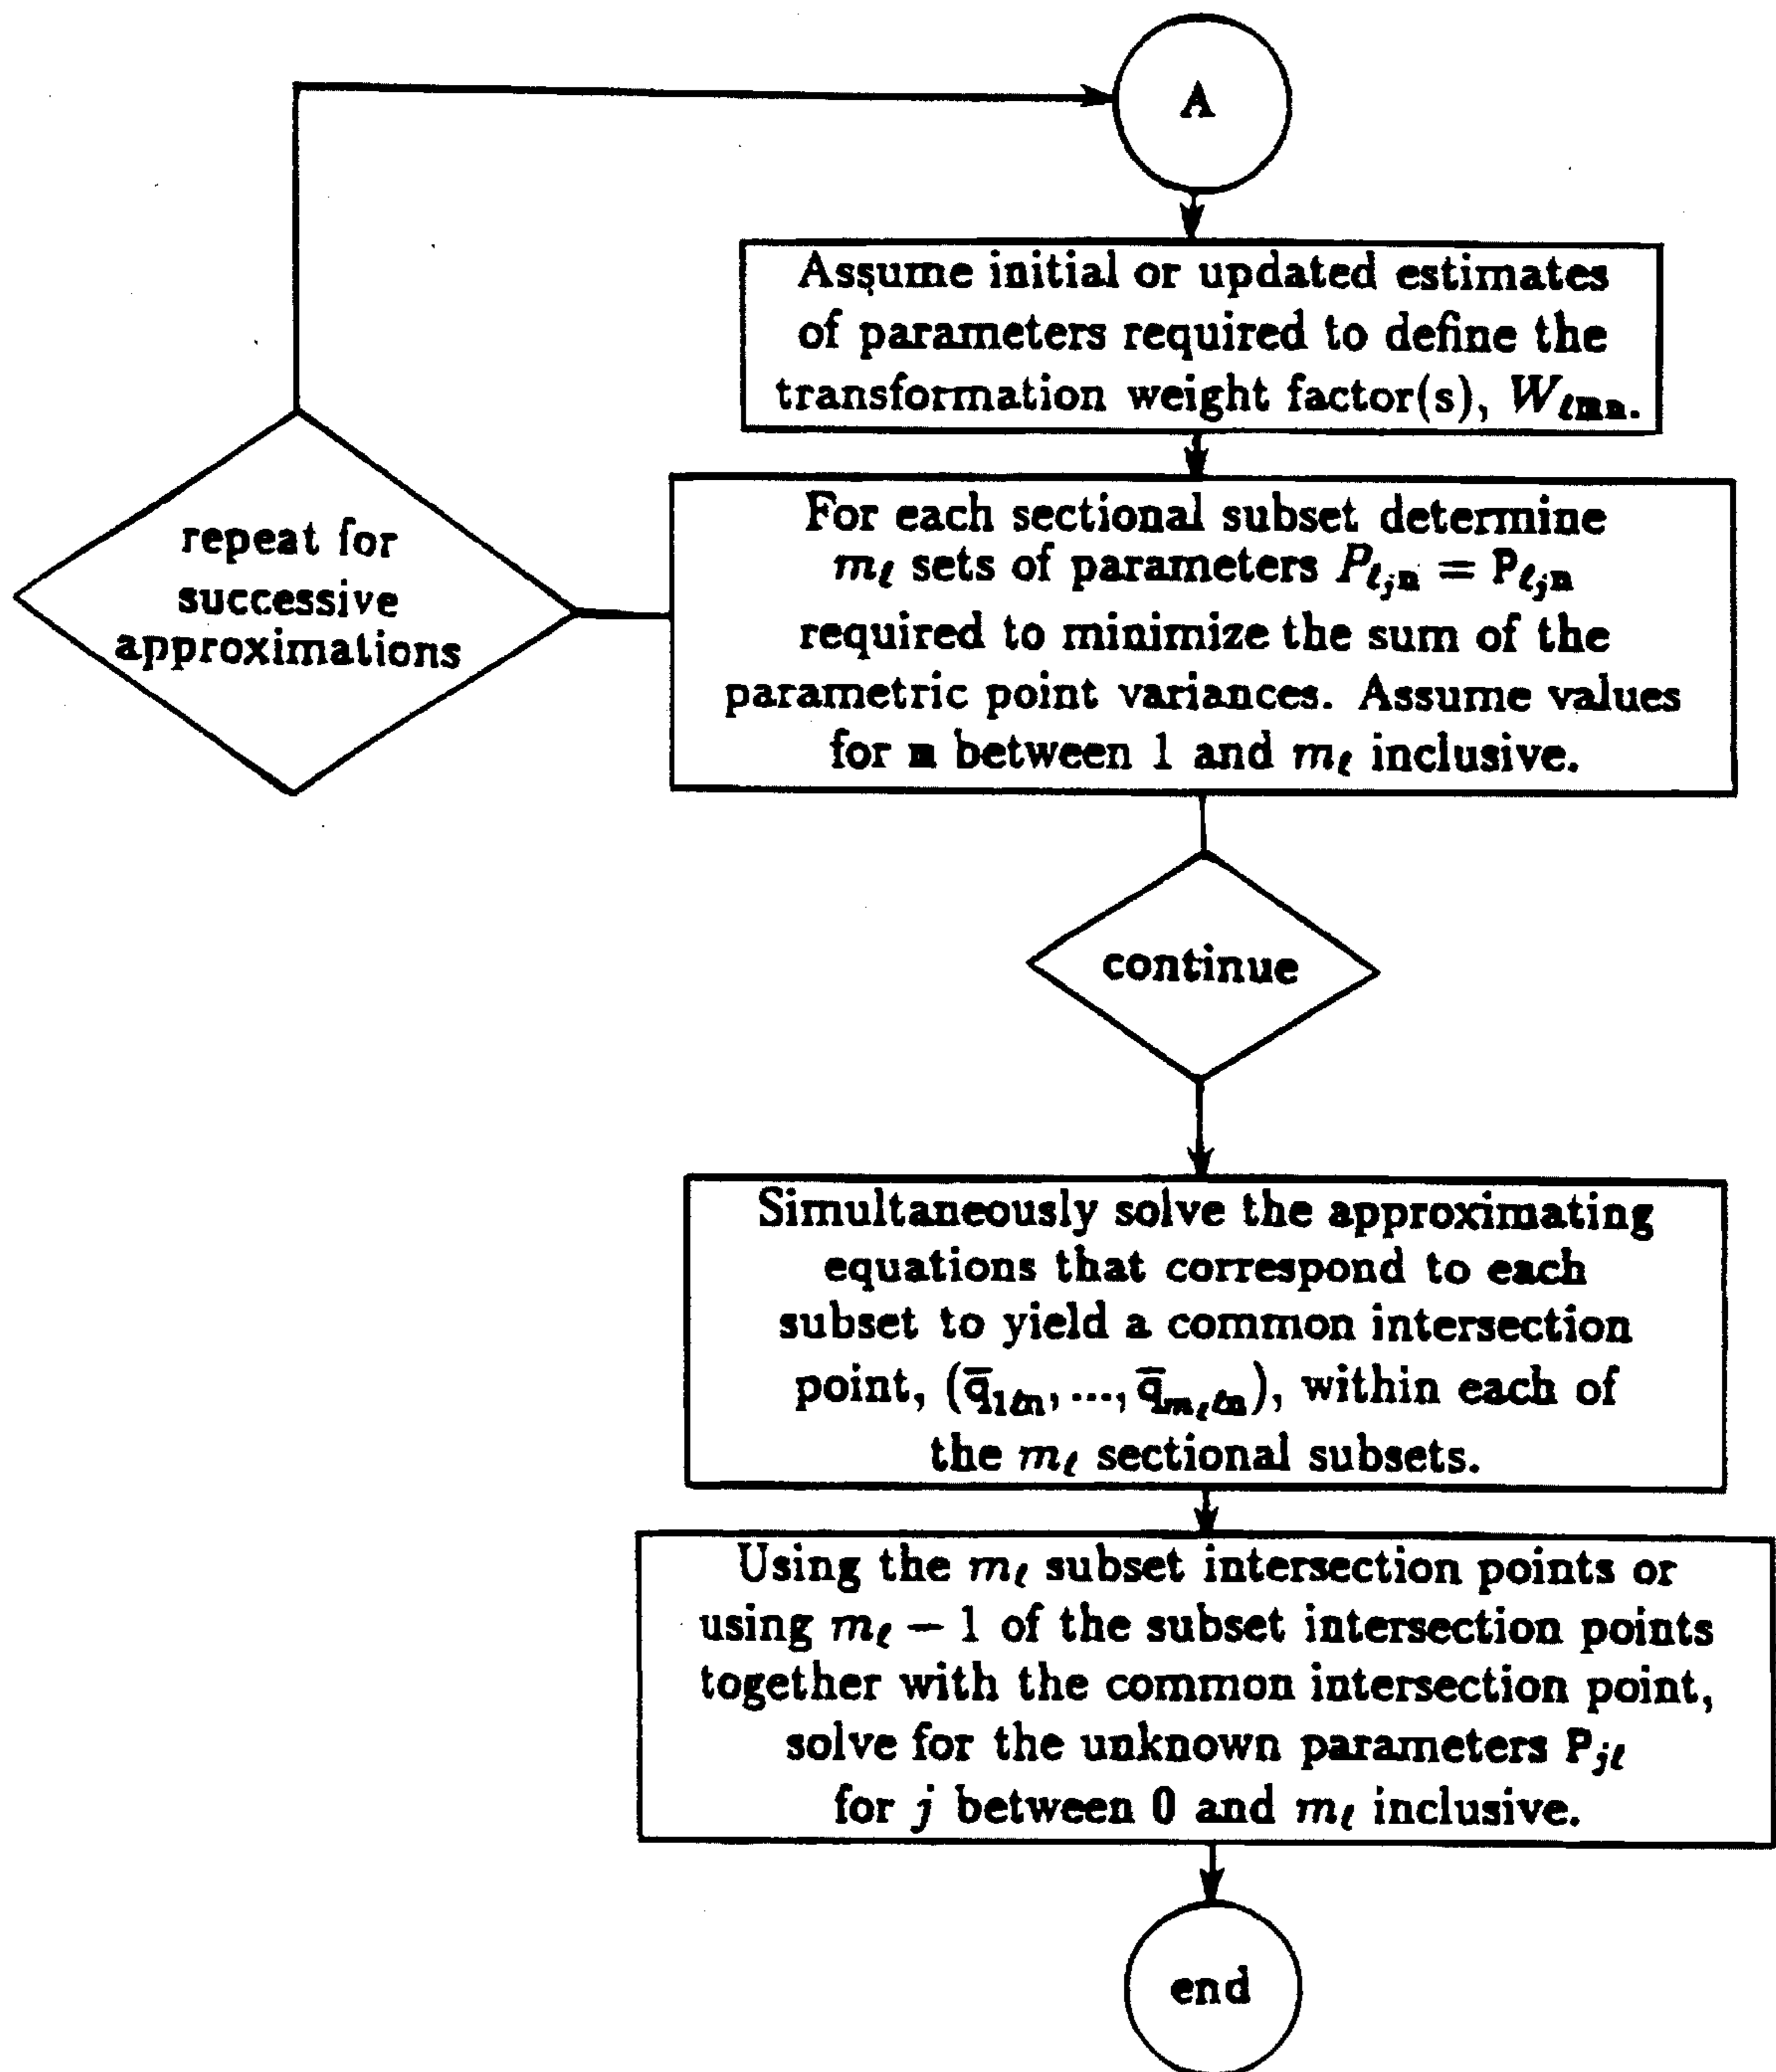 A
Assume initial or updated estimates
of parameters required to define the
transformation weight factor(s), Wℓmn.
For each sectional subset determine
mℓ sets of parameters Pℓjn = Pℓjn
required to minimize the sum of the
parametric point variances. Assume values
for n between 1 and mℓ inclusive.
repeat for
successive
approximations
continue
Simultaneously solve the approximating
equations that correspond to each
subset to yield a common intersection
point, (q̄1ℓn, ..., q̄mℓℓn), within each of
the mℓ sectional subsets.
Using the mℓ subset intersection points or
using mℓ − 1 of the subset intersection points
together with the common intersection point,
solve for the unknown parameters Pjℓ
for j between 0 and mℓ inclusive.
end